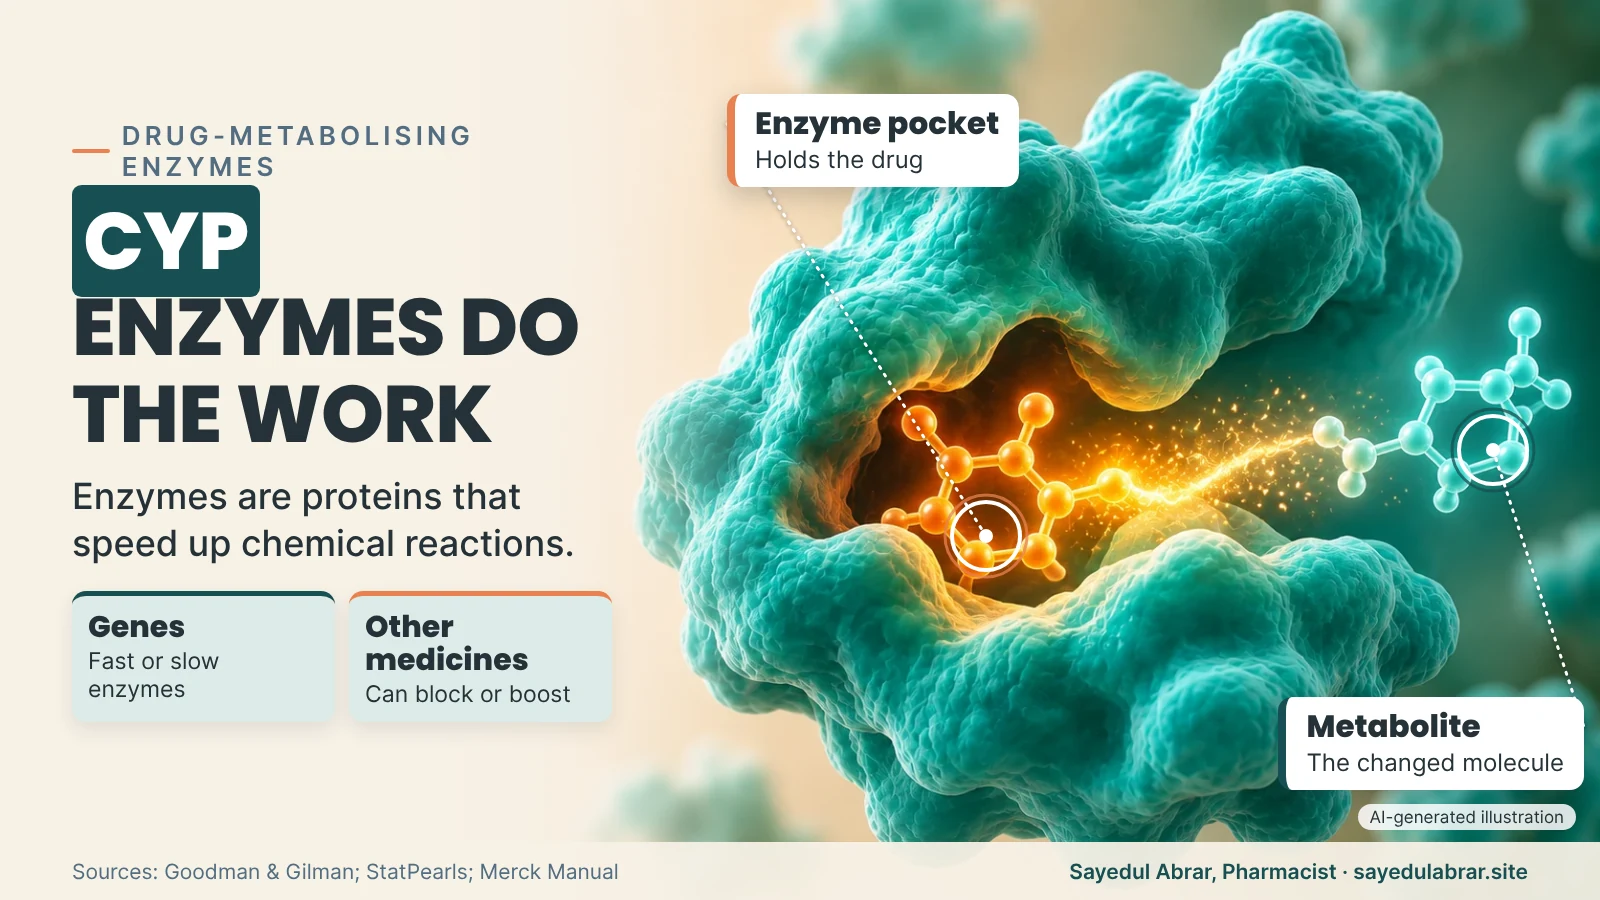 DRUG-METABOLISING
ENZYMES
CYP
ENZYMES DO
THE WORK
Enzymes are proteins that
speed up chemical reactions.
Genes
Fast or slow
enzymes
Other
medicines
Can block or boost
Enzyme pocket
Holds the drug
Metabolite
The changed molecule
AI-generated illustration
Sources: Goodman & Gilman; StatPearls; Merck Manual
Sayedul Abrar, Pharmacist · sayedulabrar.site